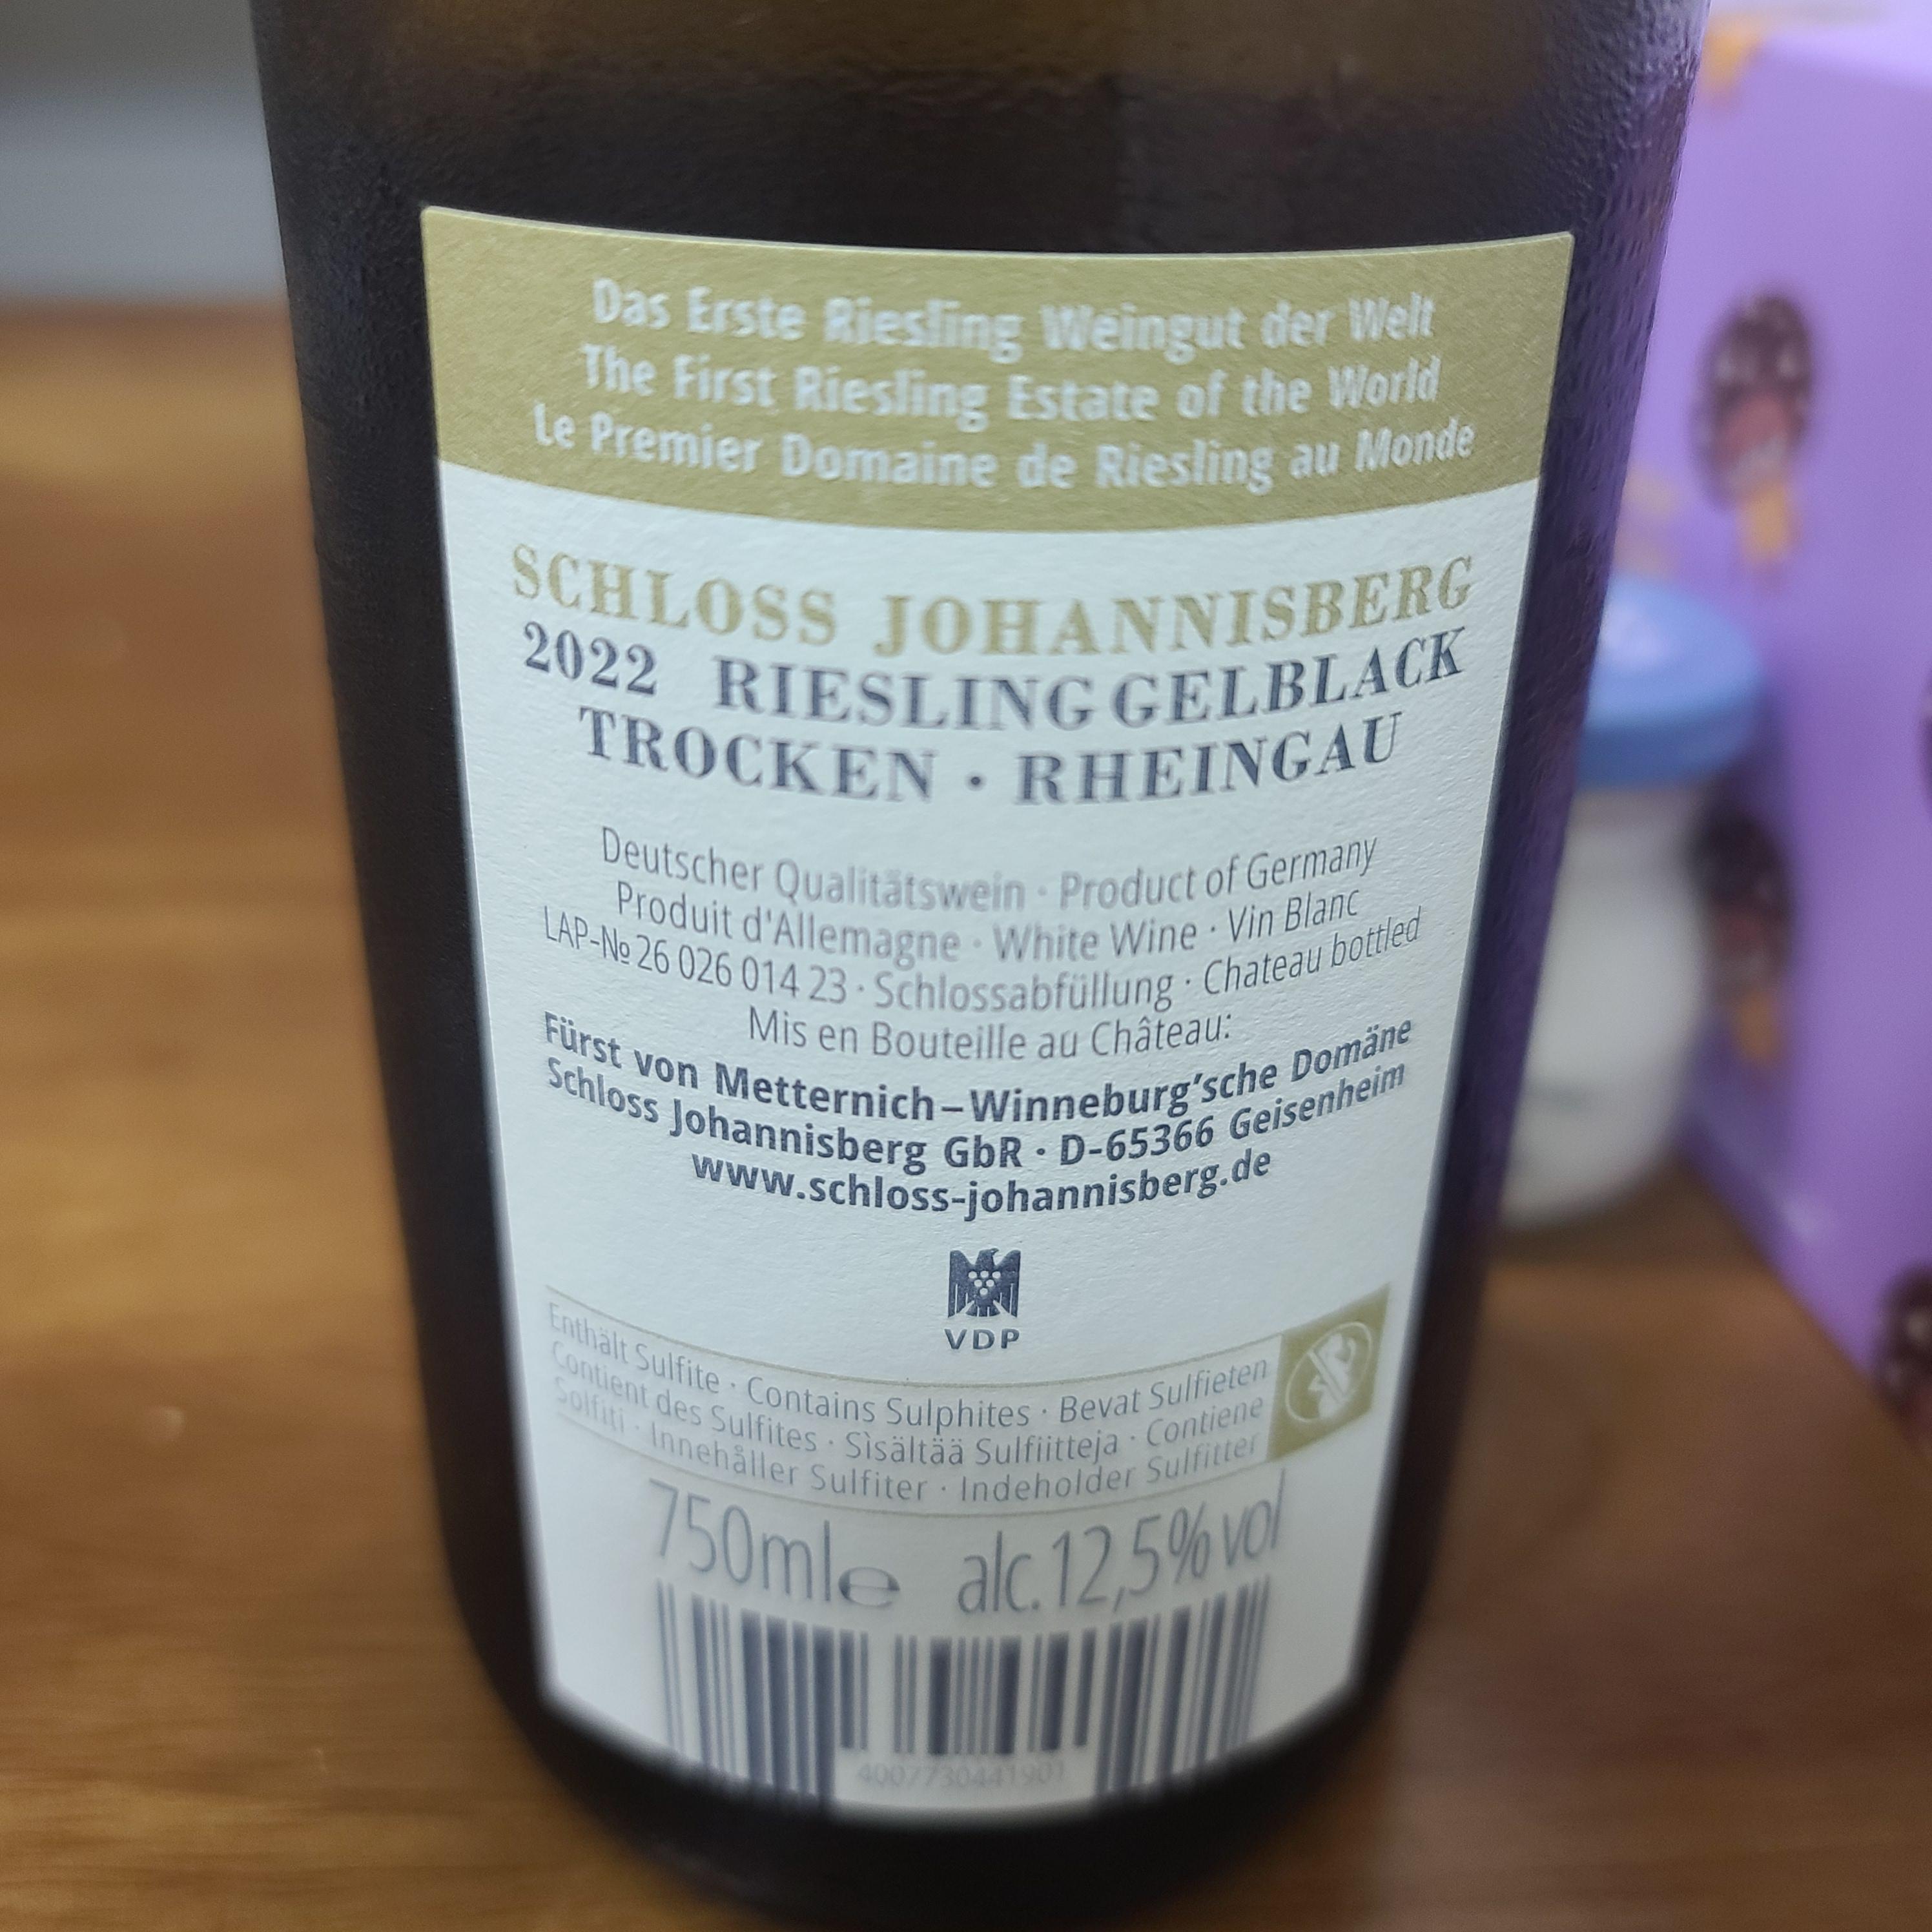 Das Erste Riesling Weingut der Welt
The First Riesling Estate of the World
Le Premier Domaine de Riesling au Monde
SCHLOSS JOHANNISBERG
2022 RIESLING GELBLACK
TROCKEN · RHEINGAU
Deutscher Qualitätswein · Product of Germany
Produit d'Allemagne · White Wine · Vin Blanc
LAP-№ 26 026 014 23 · Schlossabfüllung · Chateau bottled
Mis en Bouteille au Château:
Fürst von Metternich–Winneburg’sche Domäne
Schloss Johannisberg GbR · D-65366 Geisenheim
www.schloss-johannisberg.de
VDP
Enthält Sulfite · Contains Sulphites · Bevat Sulfieten
Contient des Sulfites · Sìsältää Sulfiitteja · Contiene
Solfiti · Innehåller Sulfiter · Indeholder Sulfitter
750ml℮ alc.12,5%vol
4007730441901